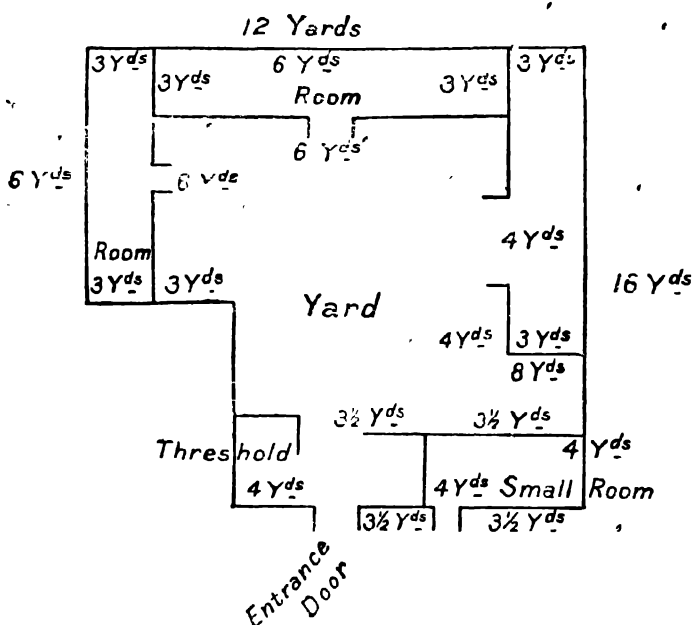 12 Yards
3 Yds 6 Yds 3 Yds
3 Yds 3 Yds
Room
6 Yds
6 Yds 6 Yds
4 Yds
Room
3 Yds 3 Yds
Yard
16 Yds
4 Yds 3 Yds
8 Yds
3½ Yds 3½ Yds
Threshold
4 Yds
4 Yds 4 Yds Small Room
3½ Yds 3½ Yds
Entrance
Door